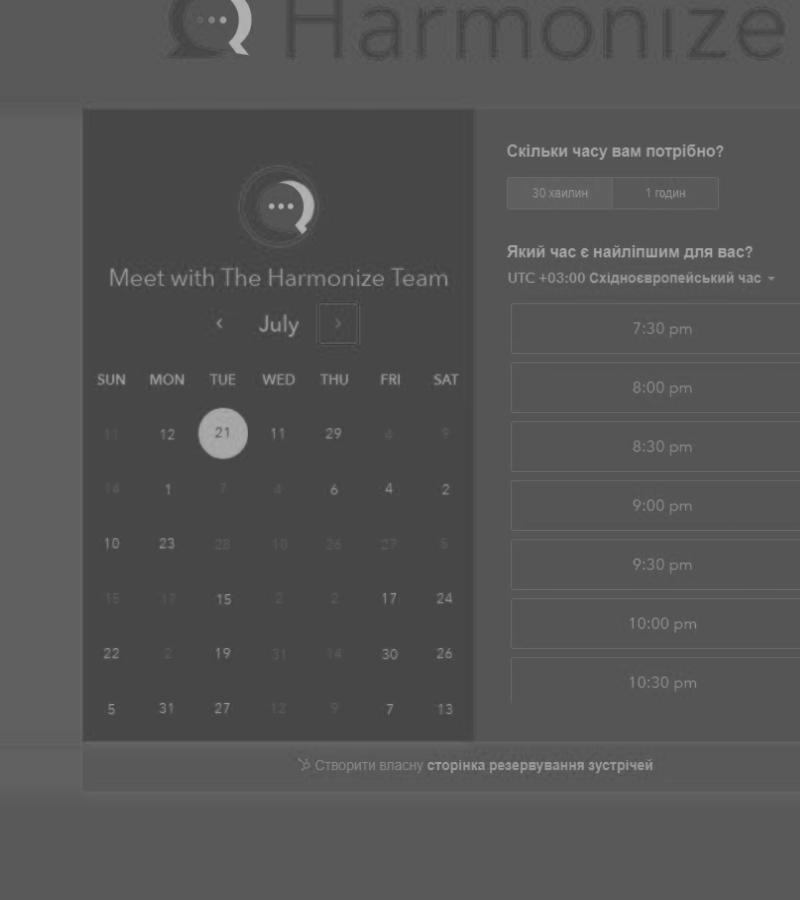 Harmonize
Meet with The Harmonize Team
July
SUN MON TUE WED THU FRI SAT
11 12 21 11 29 4 9
14 1 7 4 6 4 2
10 23 28 10 26 27 5
15 17 15 2 2 17 24
22 2 19 31 14 30 26
5 31 27 12 9 7 13
Скільки часу вам потрібно?
30 хвилин 1 годин
Який час є найліпшим для вас?
UTC +03:00 Східноєвропейський час
7:30 pm
8:00 pm
8:30 pm
9:00 pm
9:30 pm
10:00 pm
10:30 pm
Створити власну сторінка резервування зустрічей